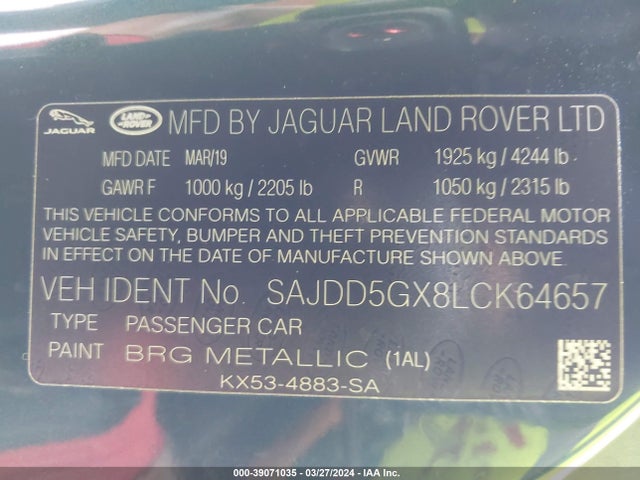 JAGUAR LAND ROVER MFD BY JAGUAR LAND ROVER LTD
MFD DATE MAR/19 GVWR 1925 kg / 4244 lb
GAWR F 1000 kg / 2205 lb R 1050 kg / 2315 lb
THIS VEHICLE CONFORMS TO ALL APPLICABLE FEDERAL MOTOR
VEHICLE SAFETY, BUMPER AND THEFT PREVENTION STANDARDS
IN EFFECT ON THE DATE OF MANUFACTURE SHOWN ABOVE.
VEH IDENT No. SAJDD5GX8LCK64657
TYPE PASSENGER CAR
PAINT BRG METALLIC (1AL)
KX53-4883-SA
000-39071035 - 03/27/2024 - IAA Inc.